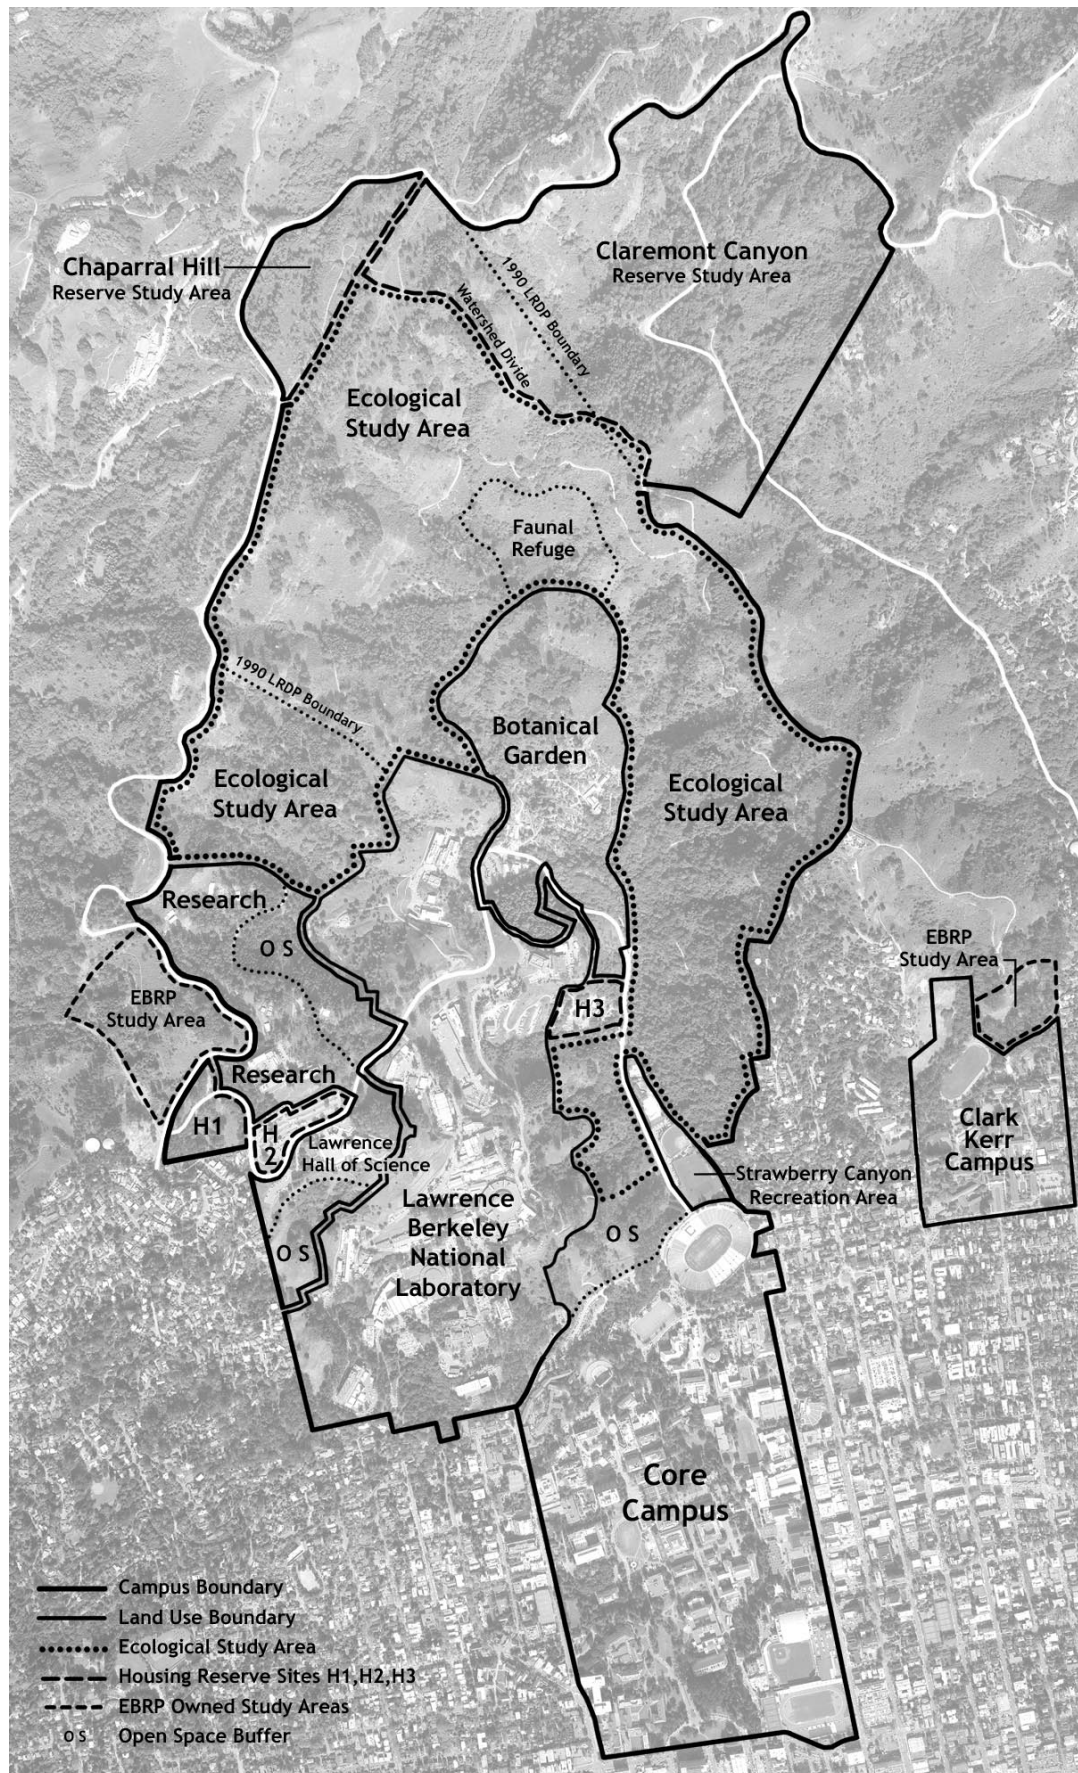 Chaparral Hill
Reserve Study Area
Claremont Canyon
Reserve Study Area
1990 LRDP Boundary
Watershed Divide
Ecological
Study Area
Faunal
Refuge
1990 LRDP Boundary
Botanical
Garden
Ecological
Study Area
Ecological
Study Area
Research
O S
EBRP
Study Area
EBRP
Study Area
H3
Research
H1
H
2
Lawrence
Hall of Science
Clark
Kerr
Campus
Strawberry Canyon
Recreation Area
Lawrence
Berkeley
National
Laboratory
O S
O S
Core
Campus
Campus Boundary
Land Use Boundary
Ecological Study Area
Housing Reserve Sites H1,H2,H3
EBRP Owned Study Areas
O S Open Space Buffer